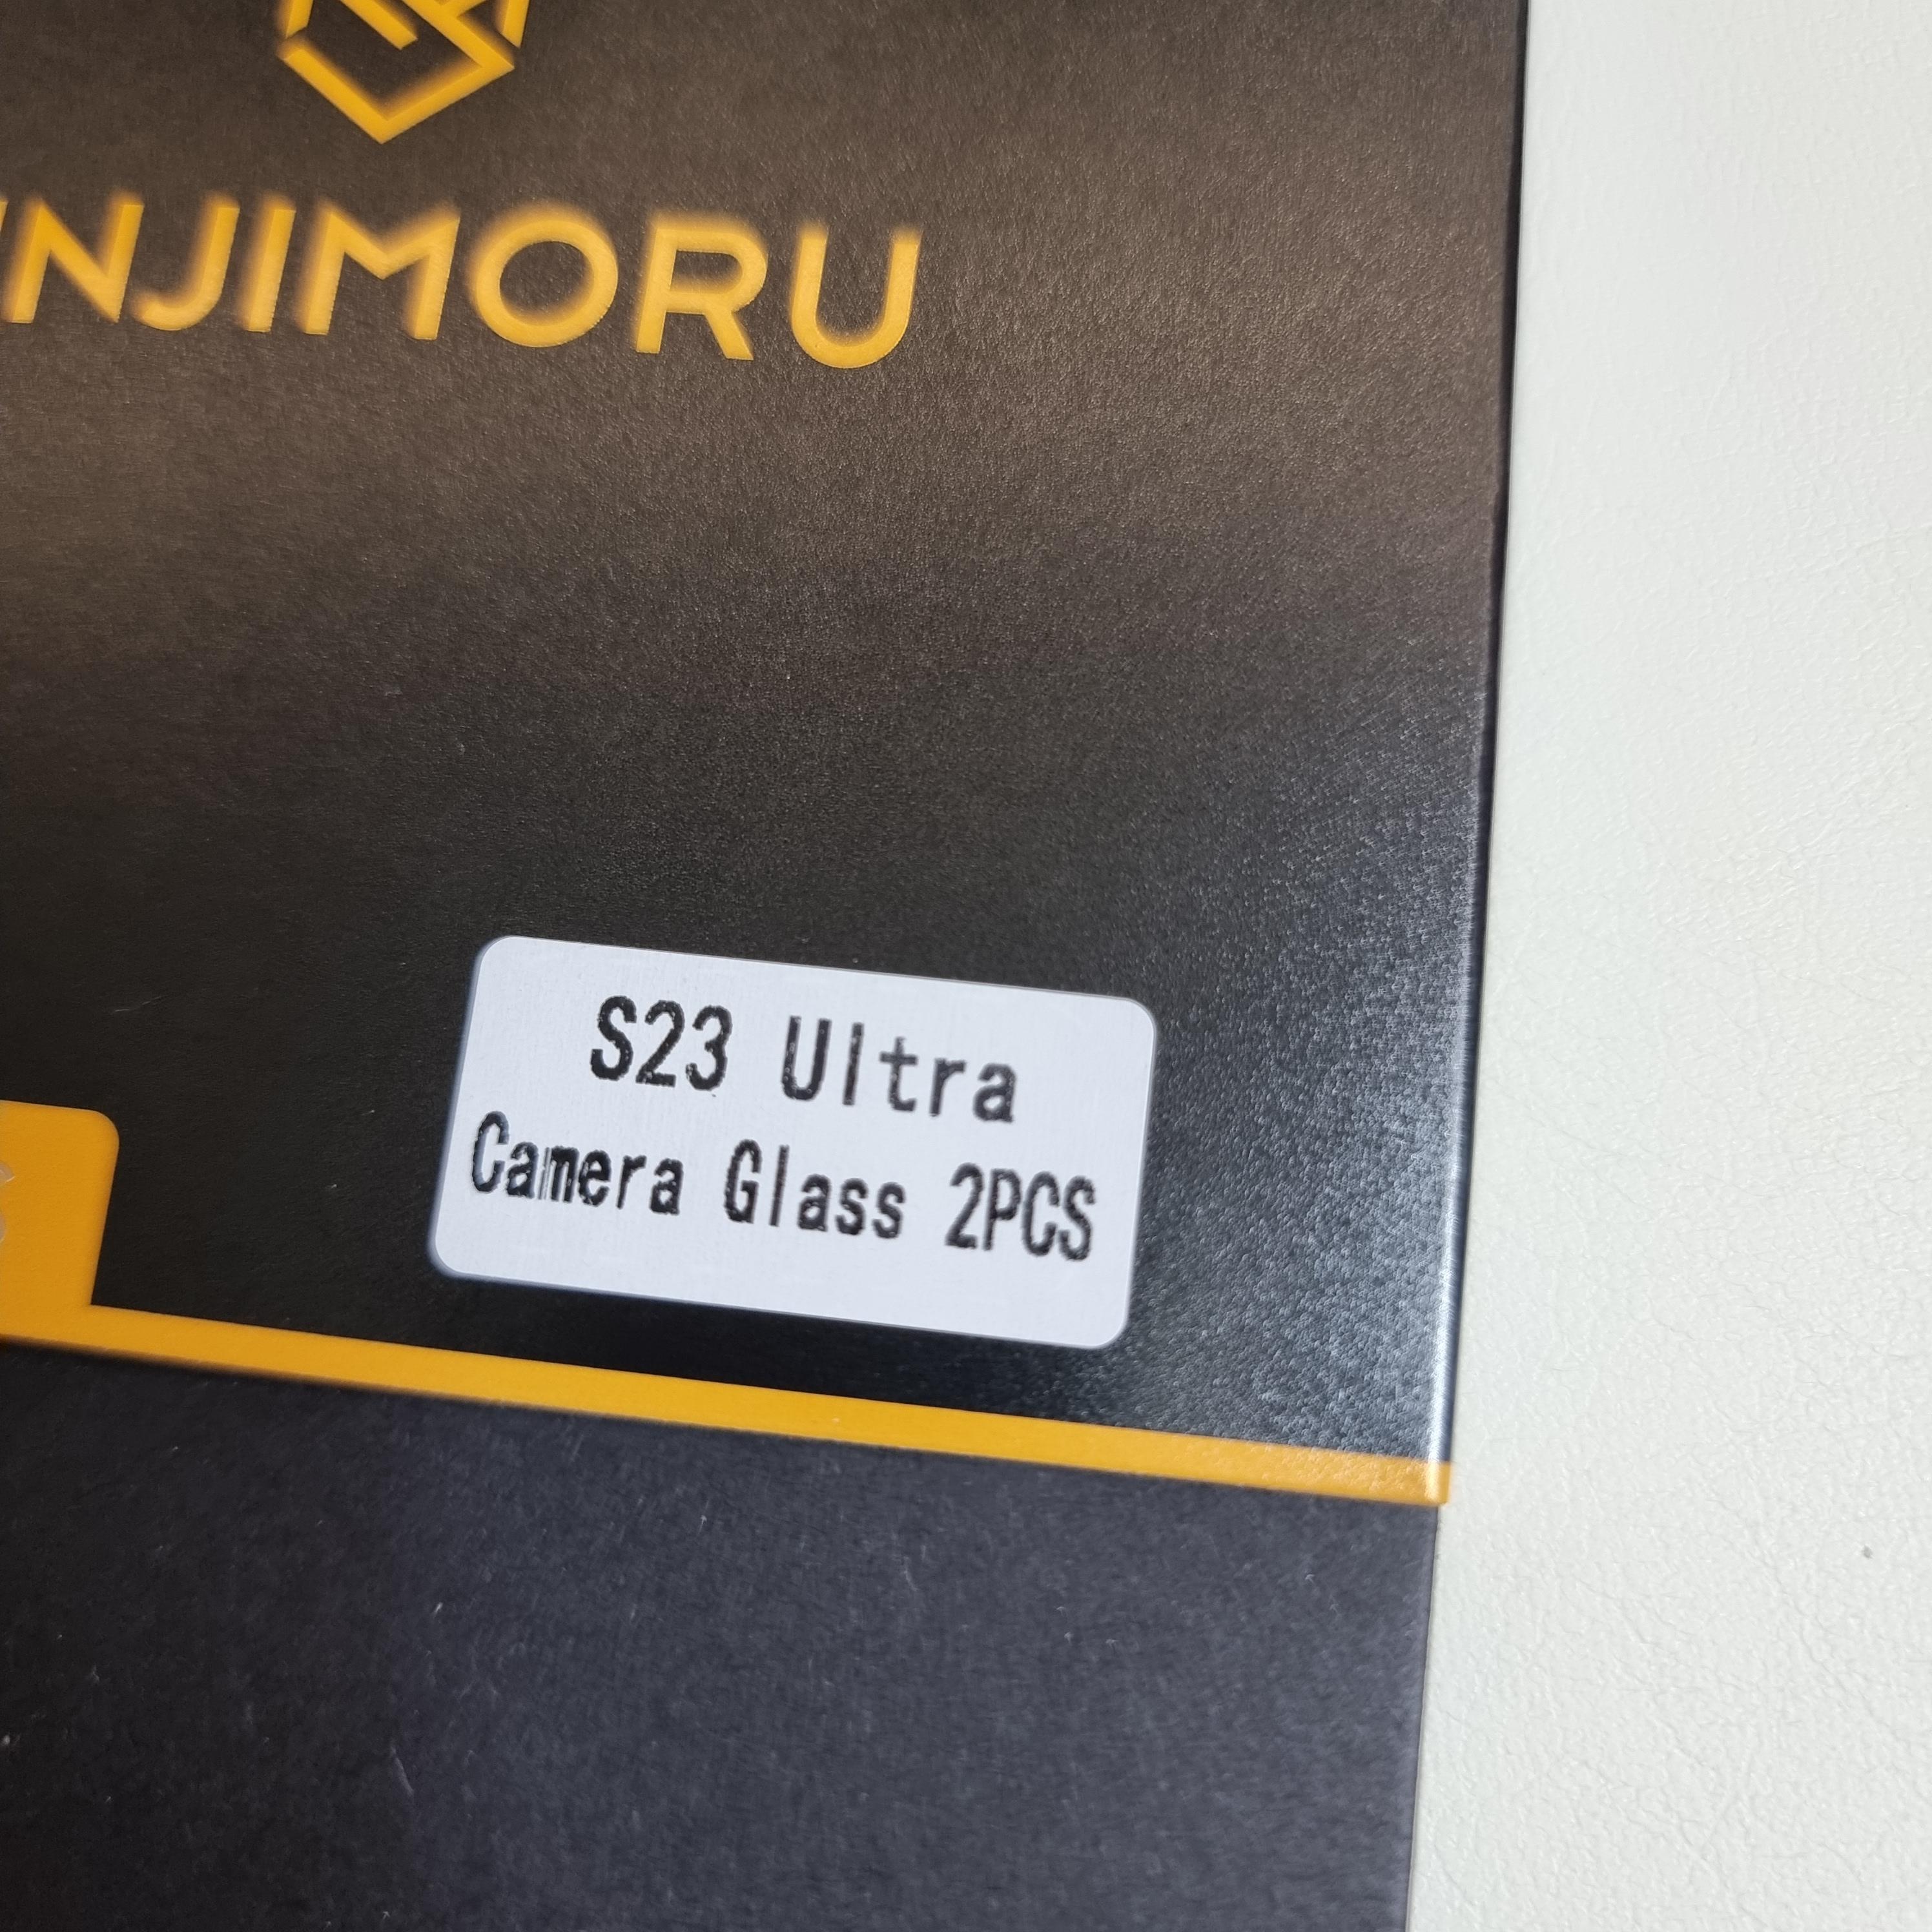 NJIMORU
S23 Ultra
Camera Glass 2PCS